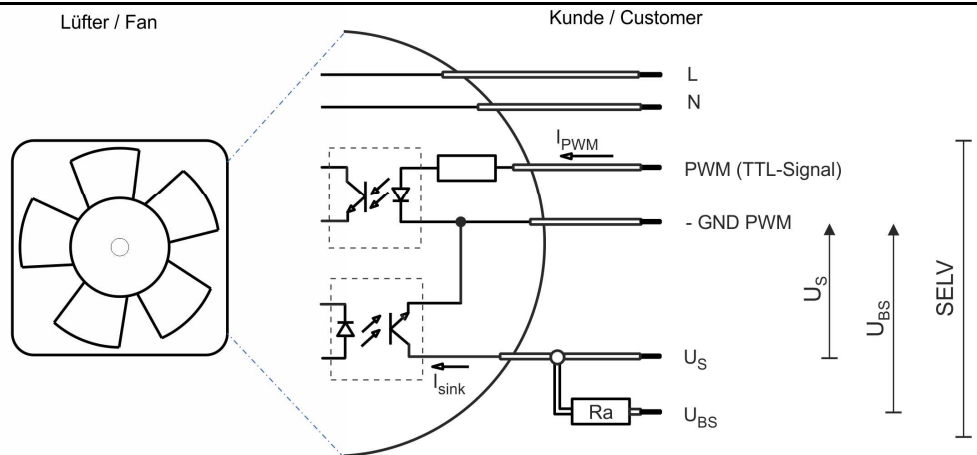 Lüfter / Fan
Kunde / Customer
L
N
I_PWM
PWM (TTL-Signal)
- GND PWM
U_S
U_BS
SELV
I_sink
U_S
Ra
U_BS